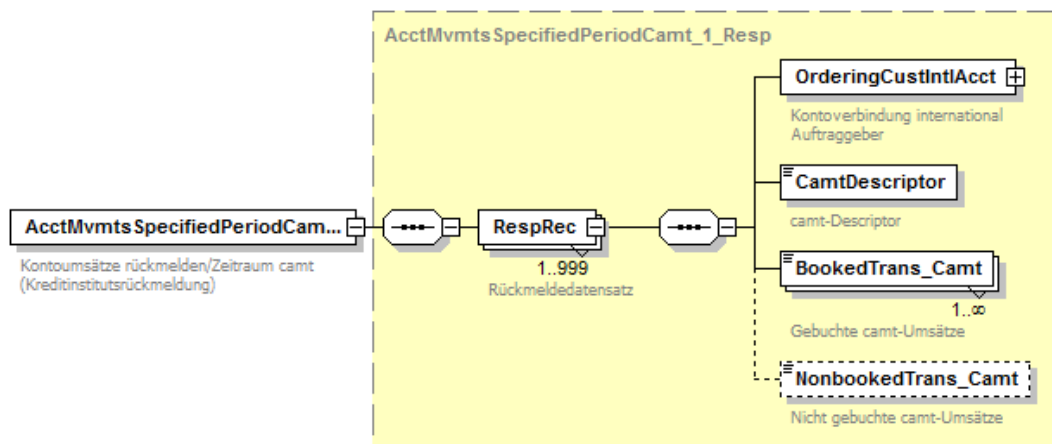 AcctMvmtsSpecifiedPeriodCamt_1_Resp
OrderingCustIntlAcct
Kontoverbindung international
Auftraggeber
CamtDescriptor
camt-Descriptor
AcctMvmtsSpecifiedPeriodCam...
Kontoumsätze rückmelden/Zeitraum camt
(Kreditinstitutsrückmeldung)
RespRec
1..999
Rückmeldedatensatz
BookedTrans_Camt
1..∞
Gebuchte camt-Umsätze
NonbookedTrans_Camt
Nicht gebuchte camt-Umsätze